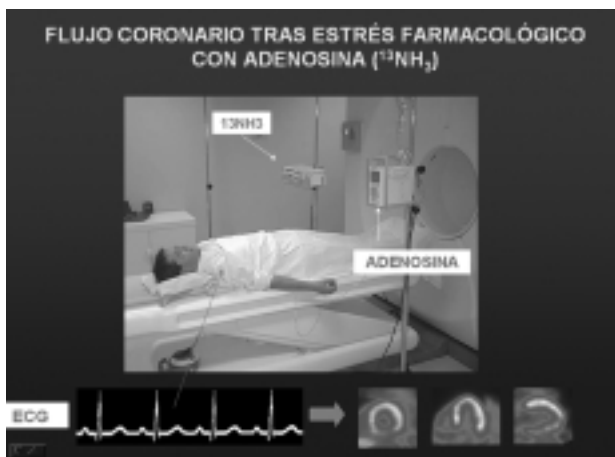 FLUJO CORONARIO TRAS ESTRÉS FARMACOLÓGICO
CON ADENOSINA (¹³NH₃)
13NH3
ADENOSINA
ECG